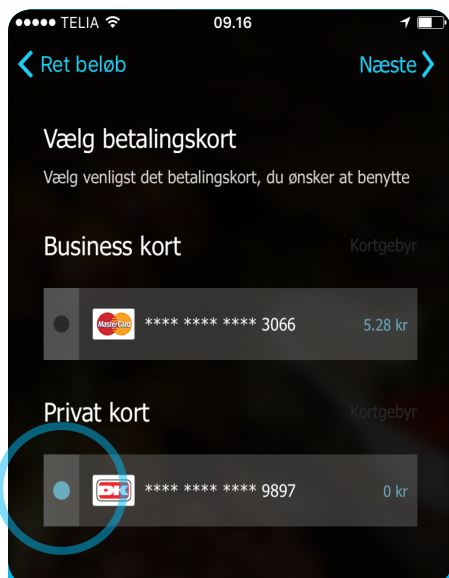 TELIA 09.16
Ret beløb Næste
Vælg betalingskort
Vælg venligst det betalingskort, du ønsker at benytte
Business kort Kortgebyr
MasterCard **** **** **** 3066 5.28 kr
Privat kort Kortgebyr
DK **** **** **** 9897 0 kr